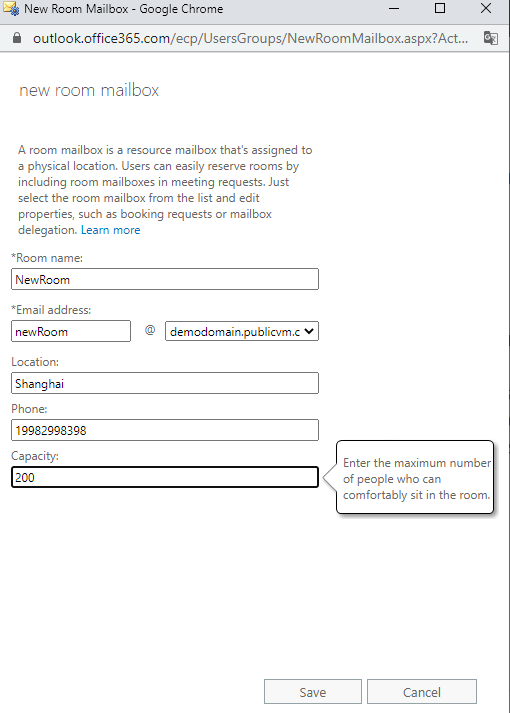 New Room Mailbox - Google Chrome
outlook.office365.com/ecp/UsersGroups/NewRoomMailbox.aspx?Act...
new room mailbox
A room mailbox is a resource mailbox that's assigned to
a physical location. Users can easily reserve rooms by
including room mailboxes in meeting requests. Just
select the room mailbox from the list and edit
properties, such as booking requests or mailbox
delegation. Learn more
*Room name:
NewRoom
*Email address:
newRoom @ demodomain.publicvm.c
Location:
Shanghai
Phone:
19982998398
Capacity:
200
Enter the maximum number
of people who can
comfortably sit in the room.
Save Cancel